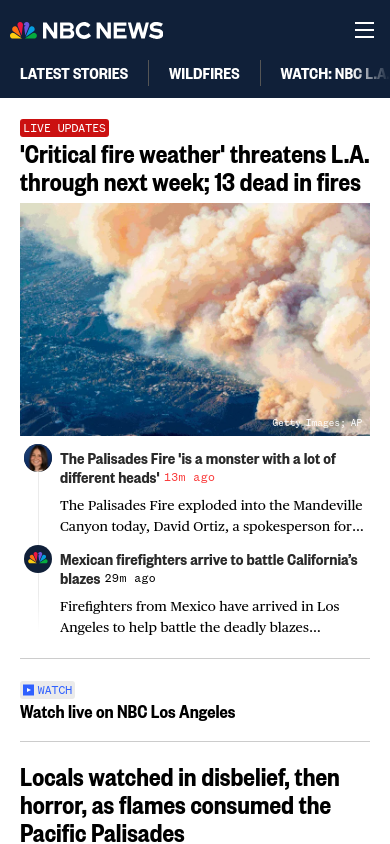 NBC NEWS
LATEST STORIES
WILDFIRES
WATCH: NBC L.A.
LIVE UPDATES
'Critical fire weather' threatens L.A.
through next week; 13 dead in fires
Getty Images; AP
The Palisades Fire 'is a monster with a lot of
different heads' 13m ago
The Palisades Fire exploded into the Mandeville
Canyon today, David Ortiz, a spokesperson for…
Mexican firefighters arrive to battle California’s
blazes 29m ago
Firefighters from Mexico have arrived in Los
Angeles to help battle the deadly blazes…
WATCH
Watch live on NBC Los Angeles
Locals watched in disbelief, then
horror, as flames consumed the
Pacific Palisades